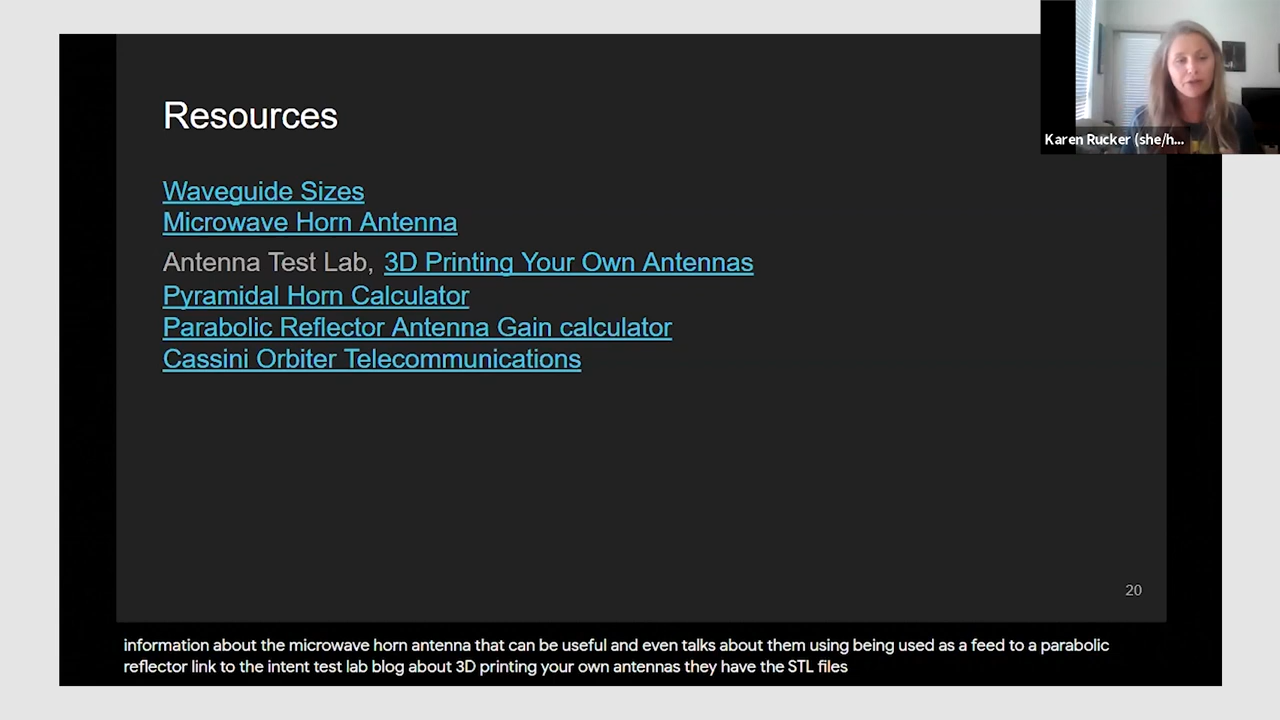 Resources
Karen Rucker (she/h...
Waveguide Sizes
Microwave Horn Antenna
Antenna Test Lab, 3D Printing Your Own Antennas
Pyramidal Horn Calculator
Parabolic Reflector Antenna Gain calculator
Cassini Orbiter Telecommunications
20
information about the microwave horn antenna that can be useful and even talks about them using being used as a feed to a parabolic
reflector link to the intent test lab blog about 3D printing your own antennas they have the STL files